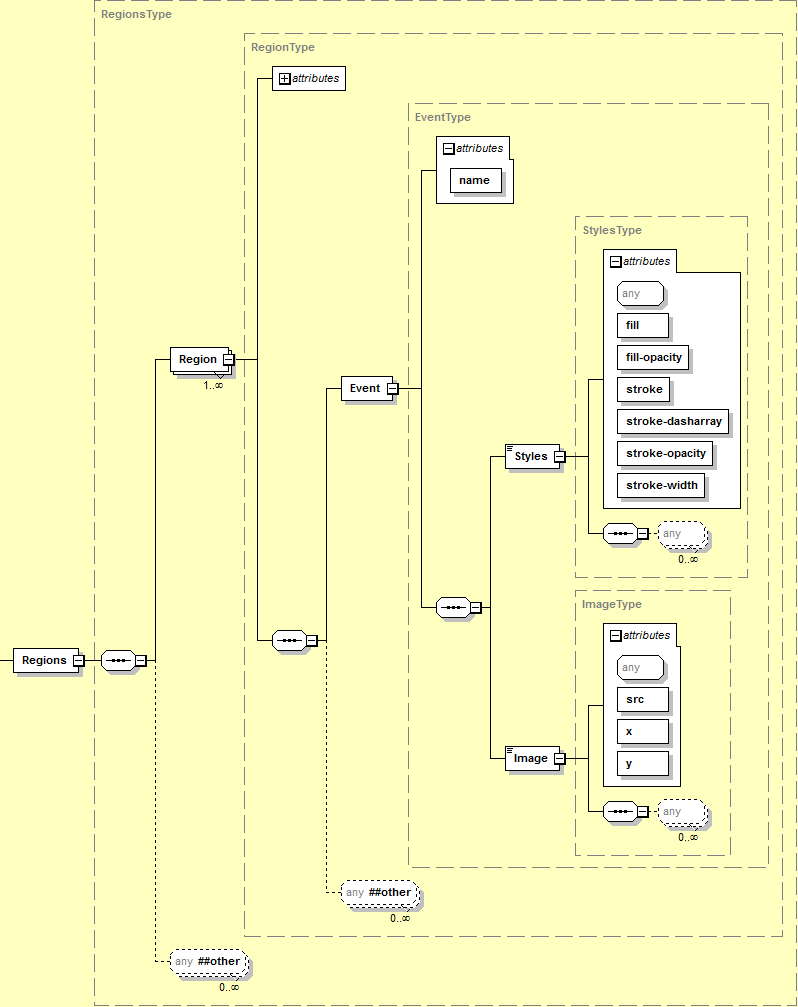 RegionsType
RegionType
attributes
EventType
attributes
name
StylesType
attributes
any
fill
Region
1..∞
fill-opacity
Event
stroke
stroke-dasharray
Styles
stroke-opacity
stroke-width
any
0..∞
ImageType
attributes
Regions
any
src
x
Image
y
any
0..∞
any ##other
0..∞
any ##other
0..∞